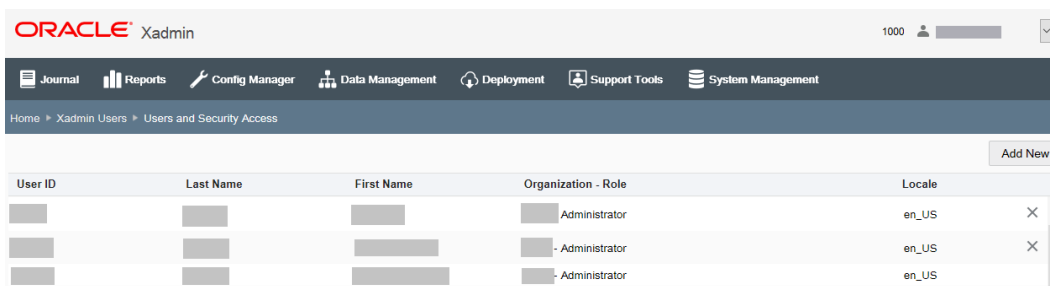 ORACLE Xadmin 1000
Journal Reports Config Manager Data Management Deployment Support Tools System Management
Home Xadmin Users Users and Security Access
Add New
User ID Last Name First Name Organization - Role Locale
Administrator en_US
- Administrator en_US
- Administrator en_US